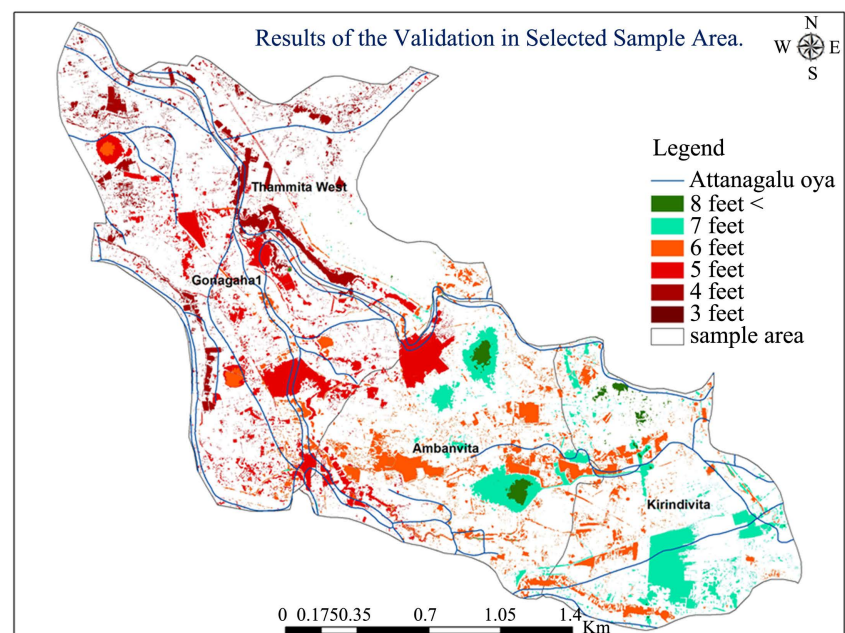 Results of the Validation in Selected Sample Area.
N
W E
S
Legend
Attanagalu oya
8 feet <
7 feet
6 feet
5 feet
4 feet
3 feet
sample area
Thammita West
Gonagaha1
Ambanvita
Kirindivita
0 0.1750.35 0.7 1.05 1.4
Km